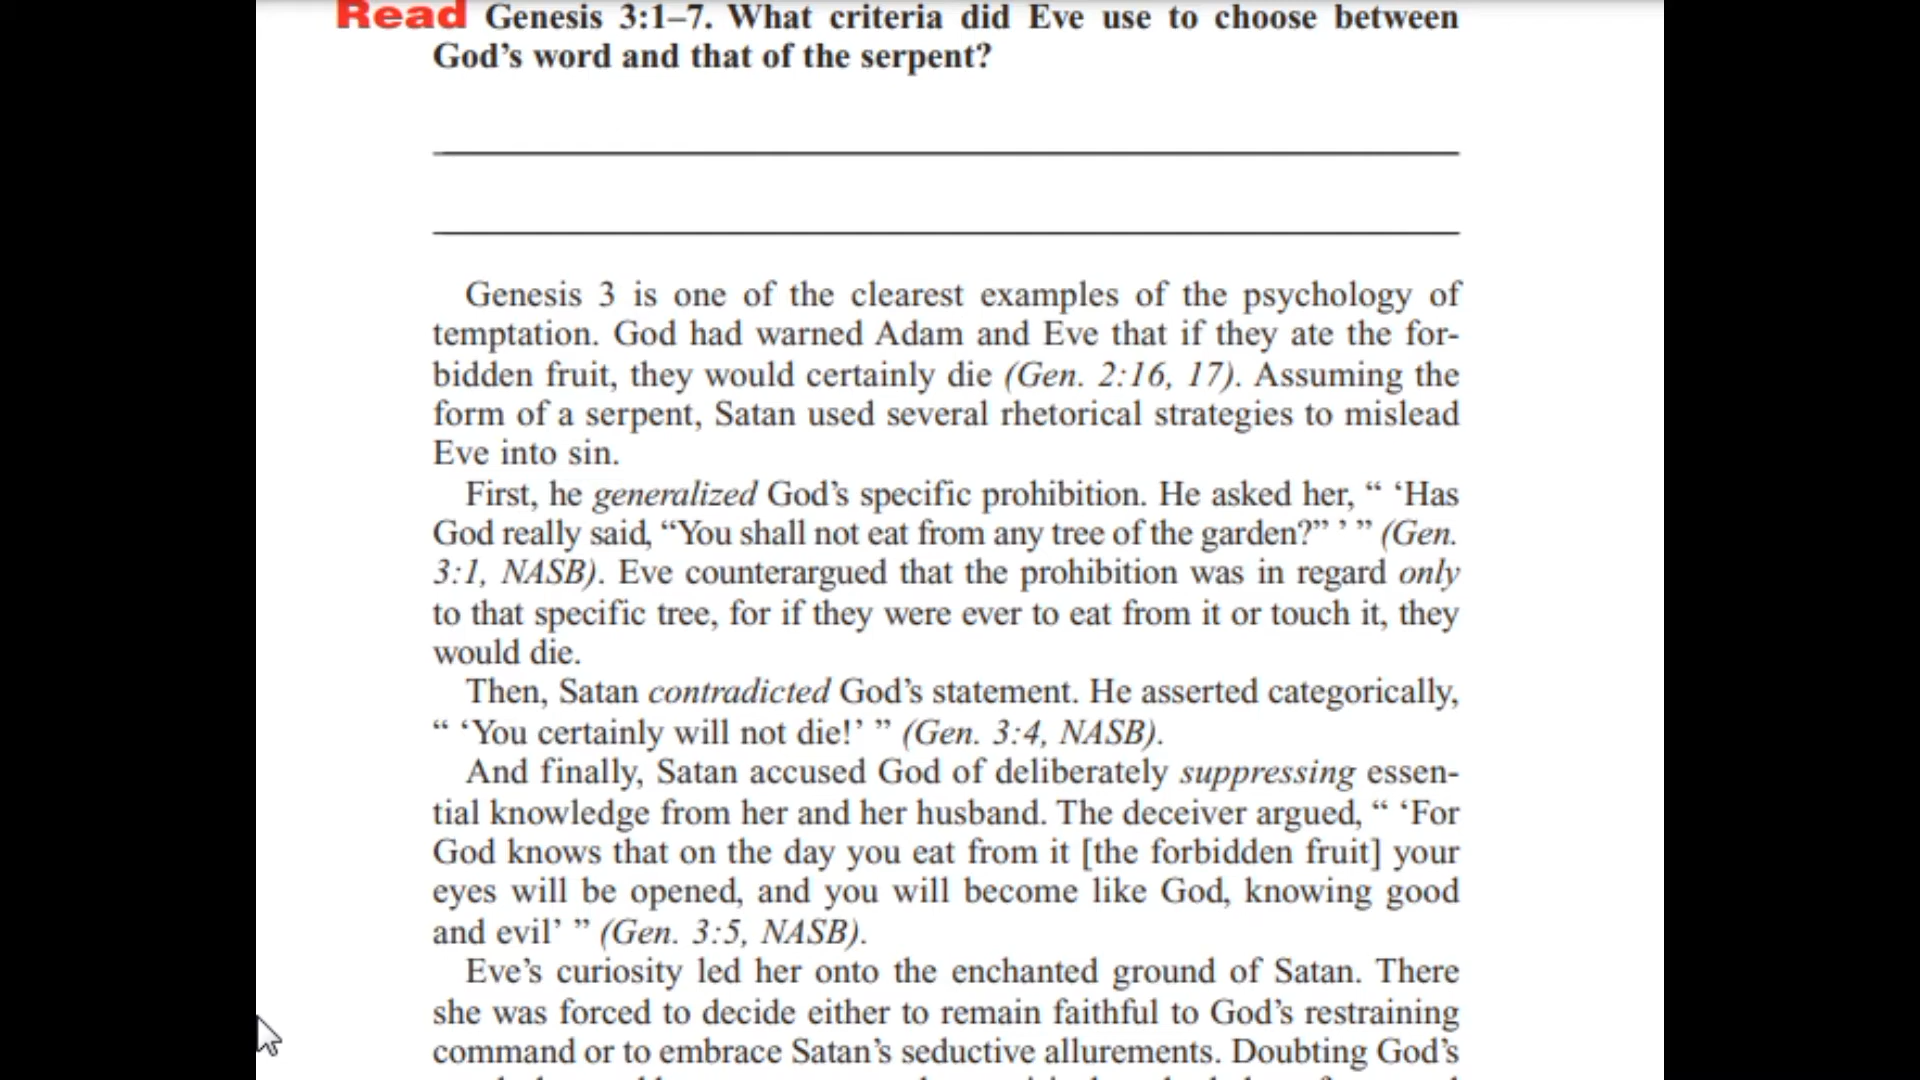 Read Genesis 3:1–7. What criteria did Eve use to choose between
God’s word and that of the serpent?
Genesis 3 is one of the clearest examples of the psychology of
temptation. God had warned Adam and Eve that if they ate the for-
bidden fruit, they would certainly die (Gen. 2:16, 17). Assuming the
form of a serpent, Satan used several rhetorical strategies to mislead
Eve into sin.
First, he generalized God’s specific prohibition. He asked her, “ ‘Has
God really said, “You shall not eat from any tree of the garden?” ’ ” (Gen.
3:1, NASB). Eve counterargued that the prohibition was in regard only
to that specific tree, for if they were ever to eat from it or touch it, they
would die.
Then, Satan contradicted God’s statement. He asserted categorically,
“ ‘You certainly will not die!’ ” (Gen. 3:4, NASB).
And finally, Satan accused God of deliberately suppressing essen-
tial knowledge from her and her husband. The deceiver argued, “ ‘For
God knows that on the day you eat from it [the forbidden fruit] your
eyes will be opened, and you will become like God, knowing good
and evil’ ” (Gen. 3:5, NASB).
Eve’s curiosity led her onto the enchanted ground of Satan. There
she was forced to decide either to remain faithful to God’s restraining
command or to embrace Satan’s seductive allurements. Doubting God’s